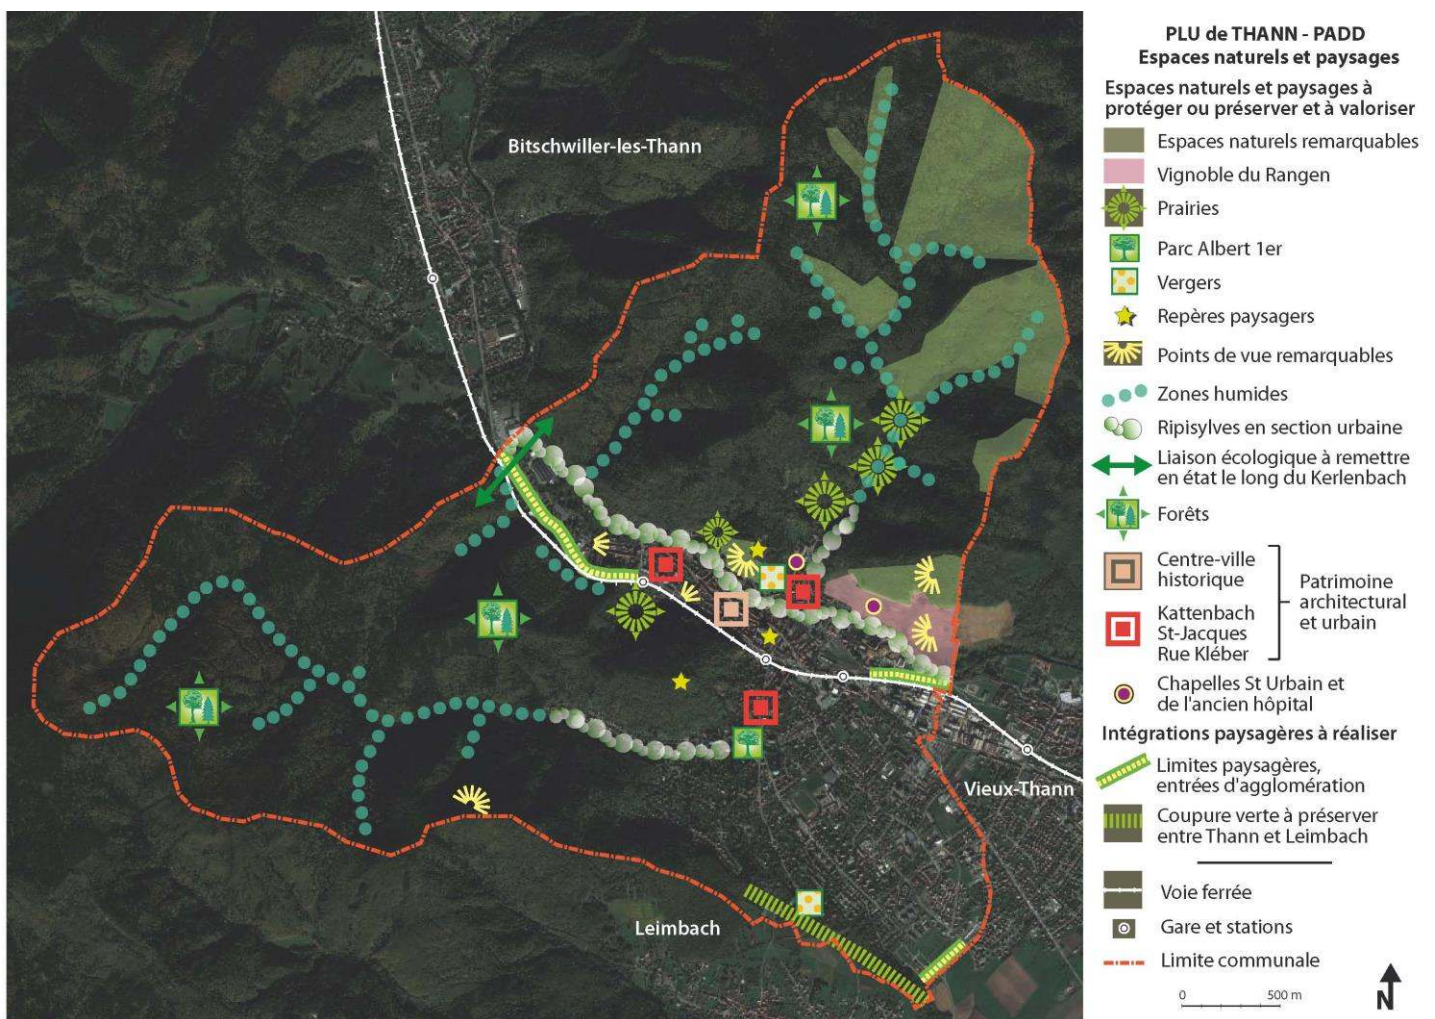 Bitschwiller-les-Thann
Vieux-Thann
Leimbach
PLU de THANN - PADD
Espaces naturels et paysages
Espaces naturels et paysages à
protéger ou préserver et à valoriser
Espaces naturels remarquables
Vignoble du Rangen
Prairies
Parc Albert 1er
Vergers
Repères paysagers
Points de vue remarquables
Zones humides
Ripisylves en section urbaine
Liaison écologique à remettre
en état le long du Kerlenbach
Forêts
Centre-ville
historique
Kattenbach
St-Jacques
Rue Kléber
Patrimoine
architectural
et urbain
Chapelles St Urbain et
de l'ancien hôpital
Intégrations paysagères à réaliser
Limites paysagères,
entrées d'agglomération
Coupure verte à préserver
entre Thann et Leimbach
Voie ferrée
Gare et stations
Limite communale
0 500 m
N